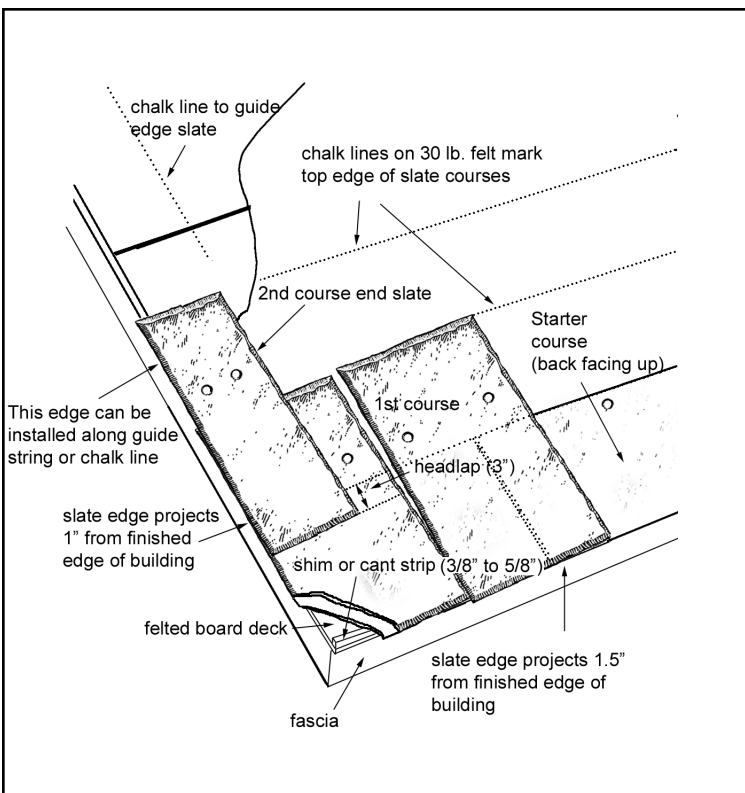 chalk line to guide
edge slate
chalk lines on 30 lb. felt mark
top edge of slate courses
2nd course end slate
Starter
course
(back facing up)
1st course
This edge can be
installed along guide
string or chalk line
headlap (3”)
slate edge projects
1” from finished
edge of building
shim or cant strip (3/8” to 5/8”)
felted board deck
slate edge projects 1.5”
from finished edge of
building
fascia